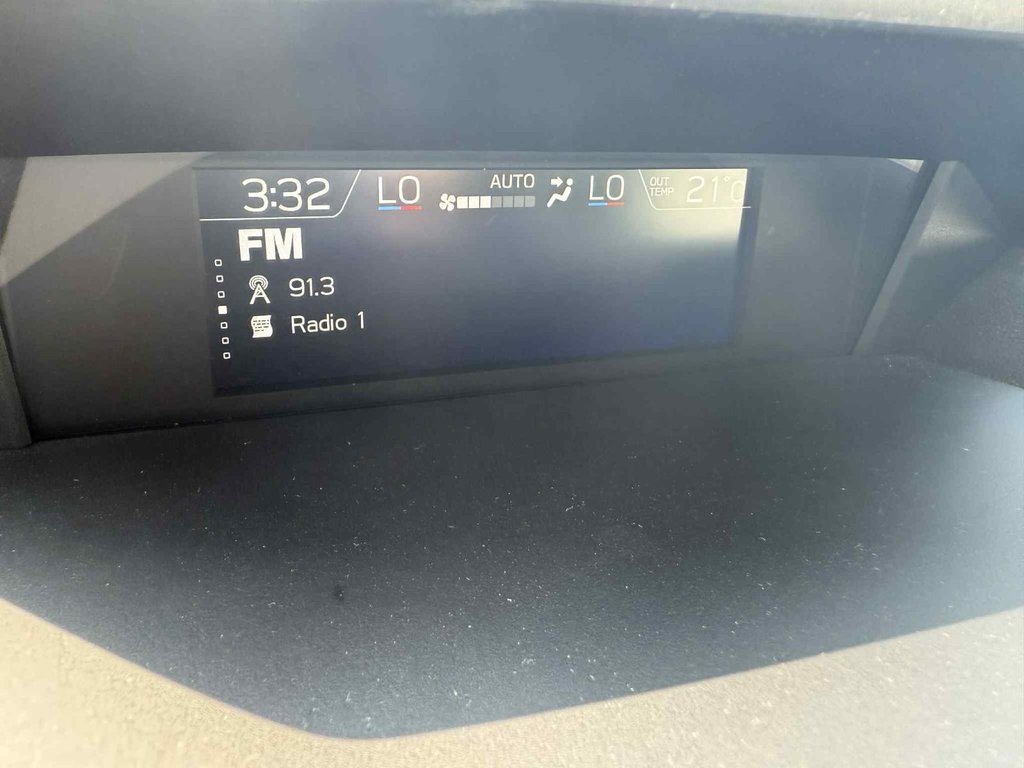 3:32 LO AUTO LO OUT TEMP 21°C
FM
91.3
Radio 1